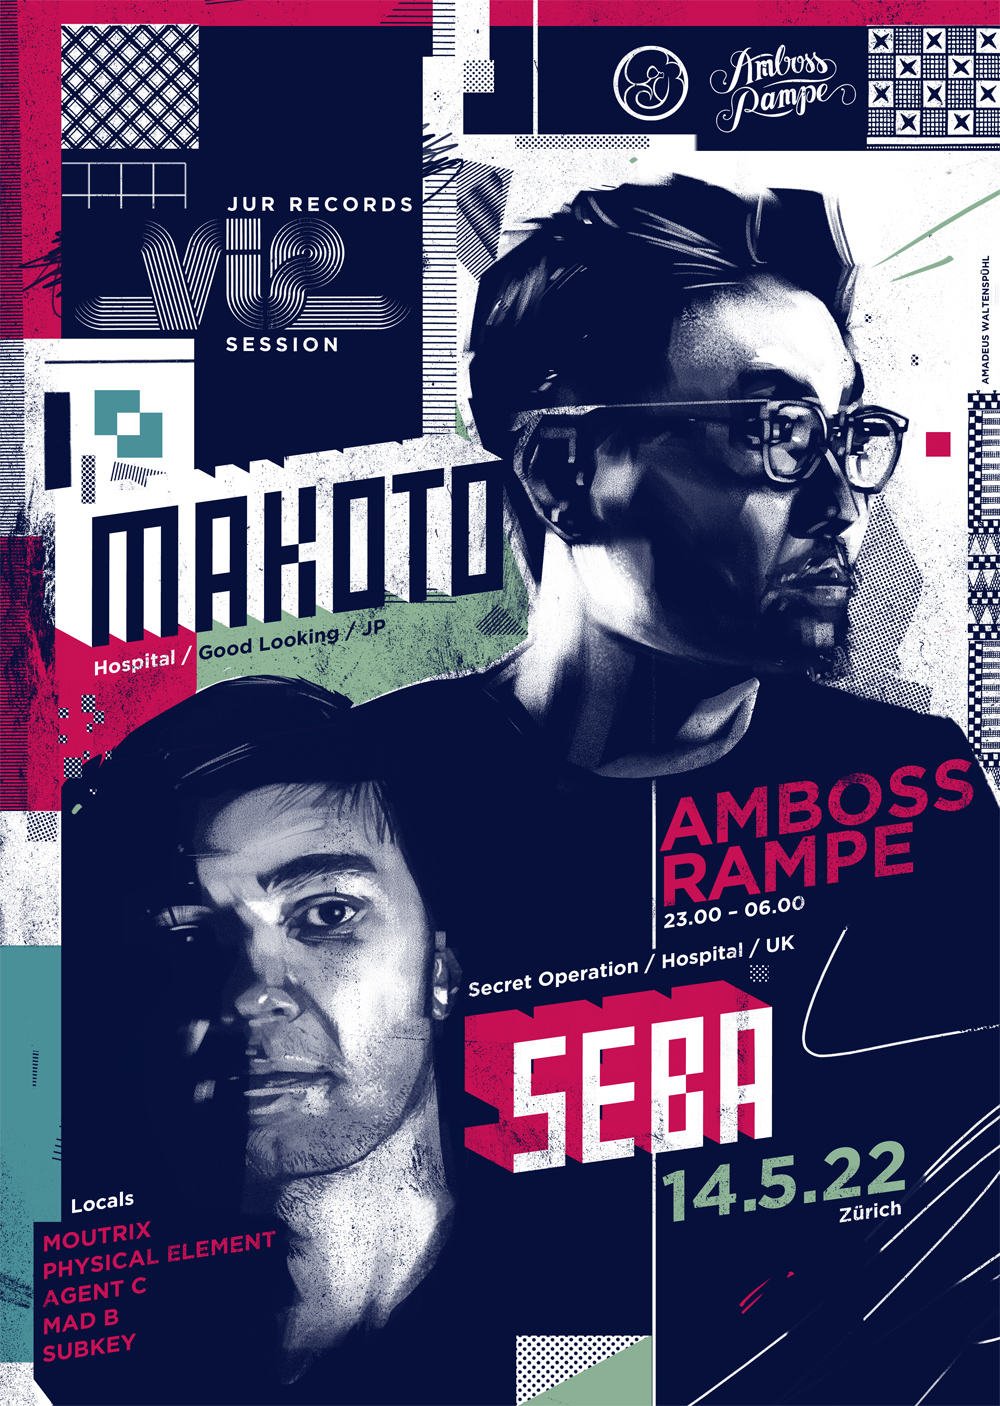 Amboss
Rampe
JUR RECORDS
vis
SESSION
AMADEUS WALTENSPÜHL
MAKOTO
Hospital / Good Looking / JP
AMBOSS
RAMPE
23.00 – 06.00
Secret Operation / Hospital / UK
SEBA
14.5.22
Zürich
Locals
MOUTRIX
PHYSICAL ELEMENT
AGENT C
MAD B
SUBKEY